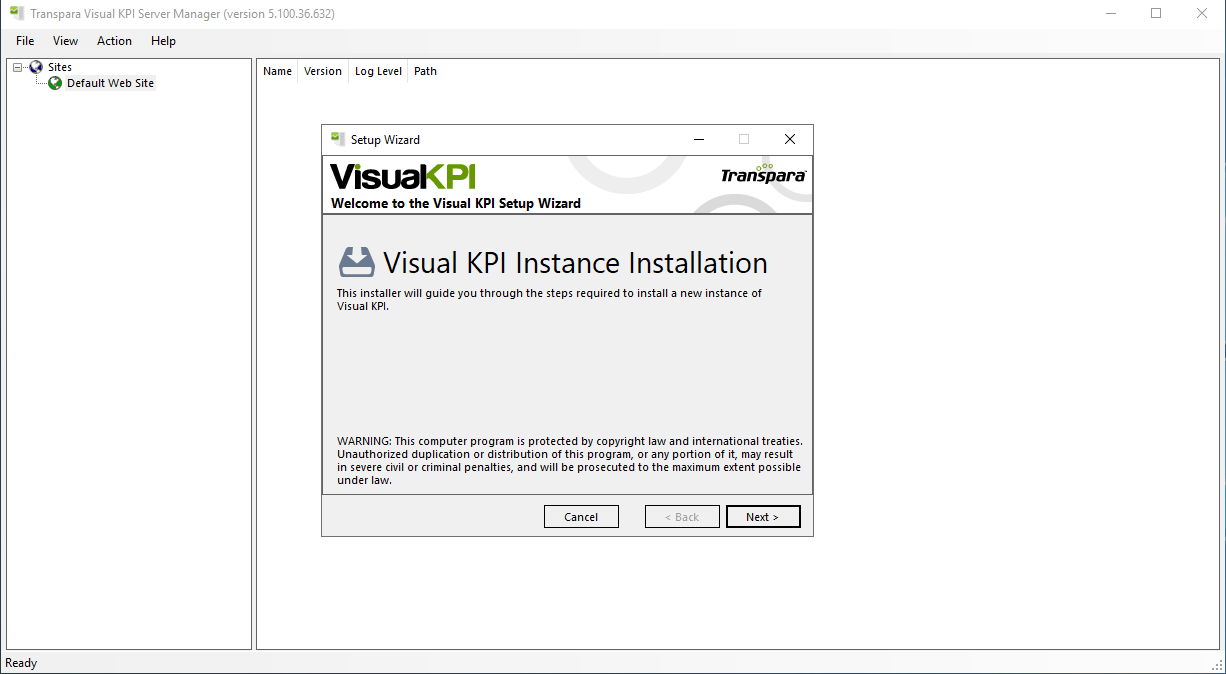 Transpara Visual KPI Server Manager (version 5.100.36.632)
File View Action Help
Sites
Default Web Site
Name Version Log Level Path
Setup Wizard
VisualKPI
Transpara
Welcome to the Visual KPI Setup Wizard
Visual KPI Instance Installation
This installer will guide you through the steps required to install a new instance of
Visual KPI.
WARNING: This computer program is protected by copyright law and international treaties.
Unauthorized duplication or distribution of this program, or any portion of it, may result
in severe civil or criminal penalties, and will be prosecuted to the maximum extent possible
under law.
Cancel < Back Next >
Ready